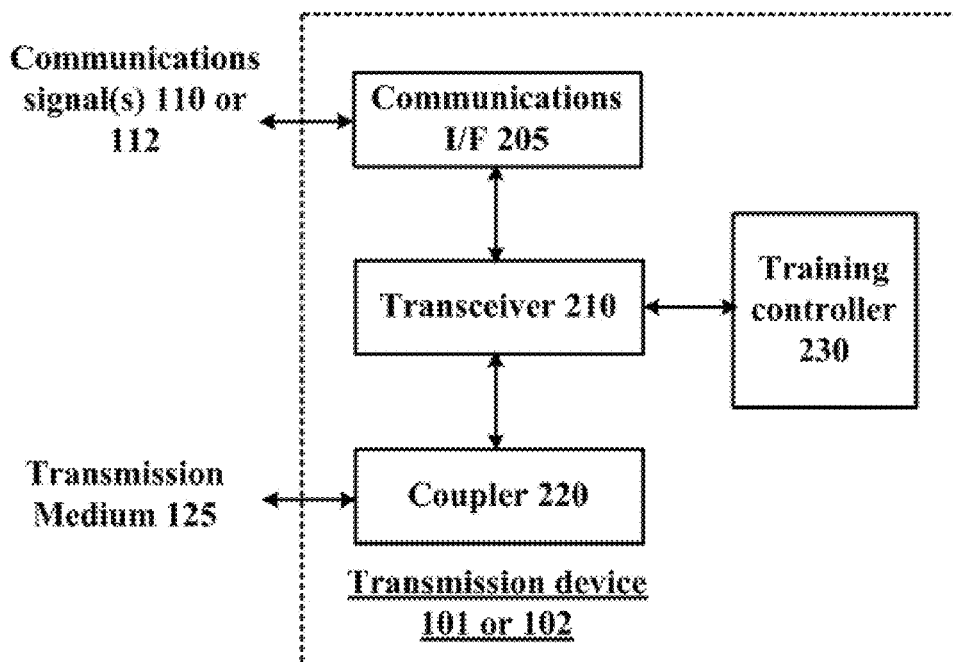 Communications
signal(s) 110 or
112
Communications
I/F 205
Transceiver 210
Training
controller
230
Transmission
Medium 125
Coupler 220
Transmission device
101 or 102